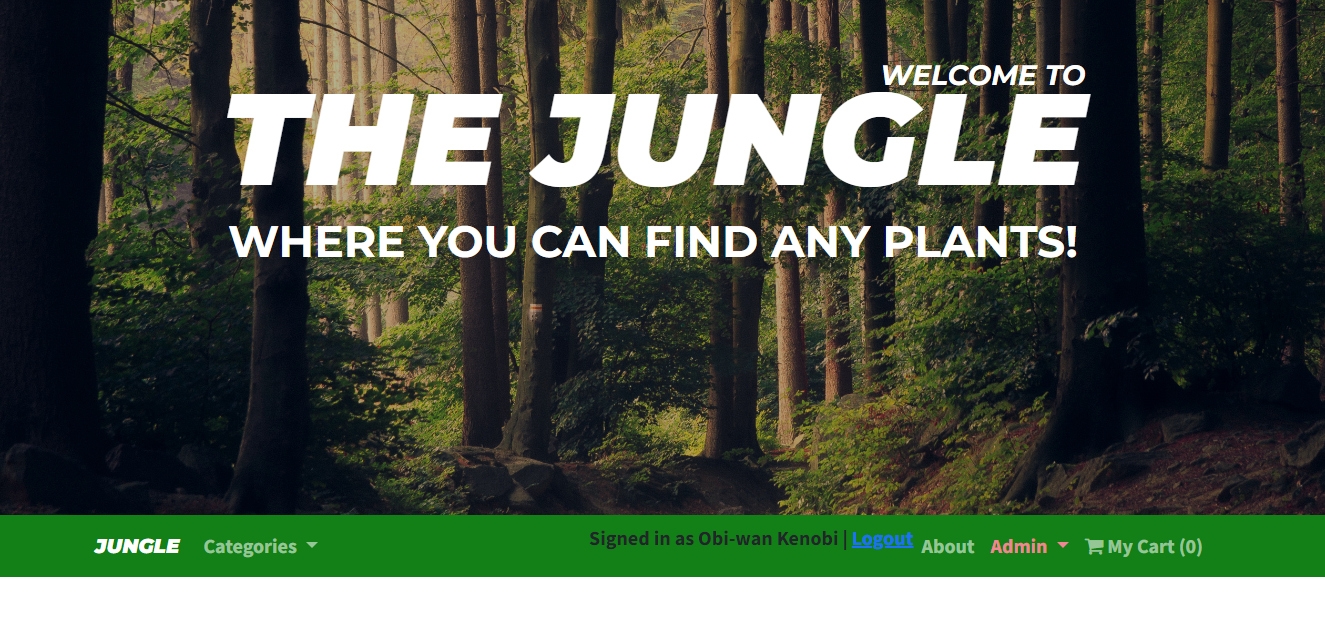 WELCOME TO
THE JUNGLE
WHERE YOU CAN FIND ANY PLANTS!
JUNGLE Categories Signed in as Obi-wan Kenobi | Logout About Admin My Cart (0)